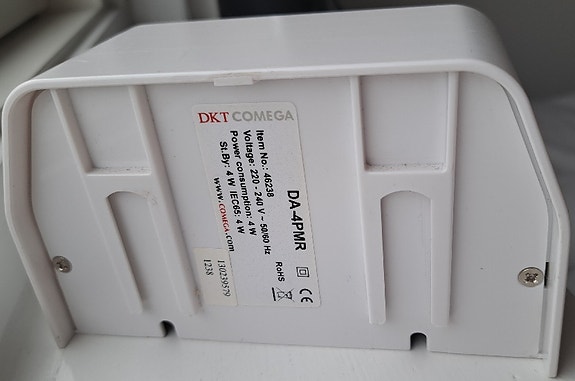 DKT COMEGA
DA-4PMR
Item No.: 46238
Voltage: 220 - 240 V ~ 50/60 Hz
Power consumption: 4 W
St.By: 4 W IEC65: 4 W
www.COMEGA.com
RoHS
CE
130239579
1238